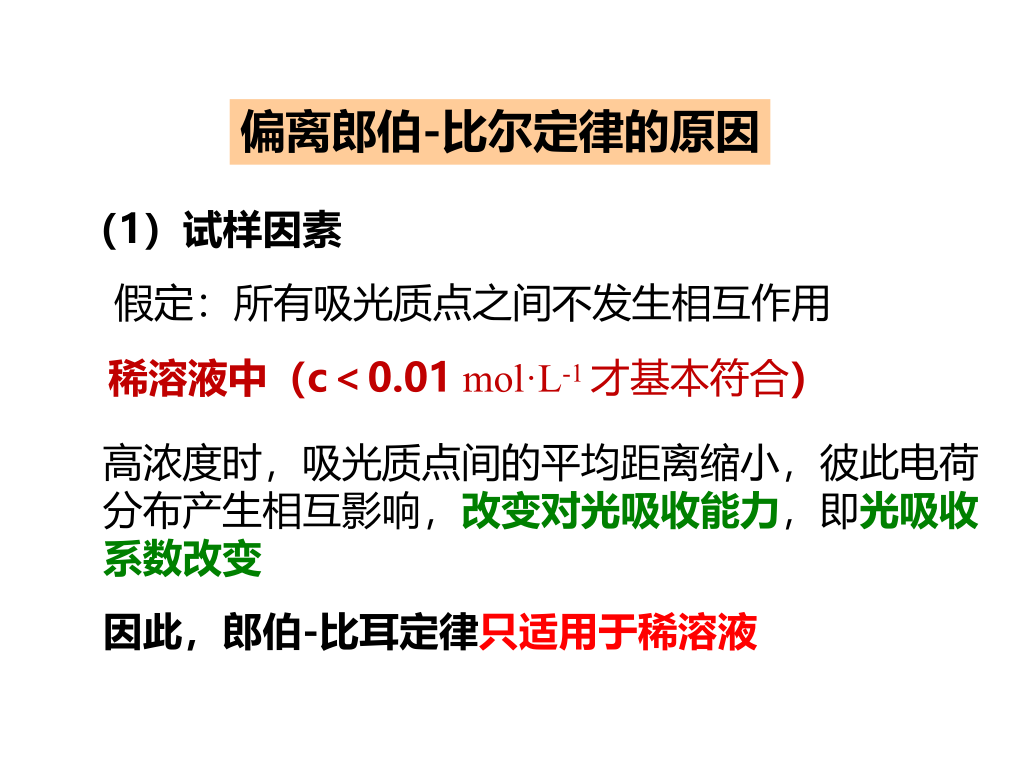 偏离郎伯-比尔定律的原因
（1）试样因素
假定：所有吸光质点之间不发生相互作用
稀溶液中（c＜0.01 mol·L-1 才基本符合）
高浓度时，吸光质点间的平均距离缩小，彼此电荷
分布产生相互影响，改变对光吸收能力，即光吸收
系数改变
因此，郎伯-比耳定律只适用于稀溶液